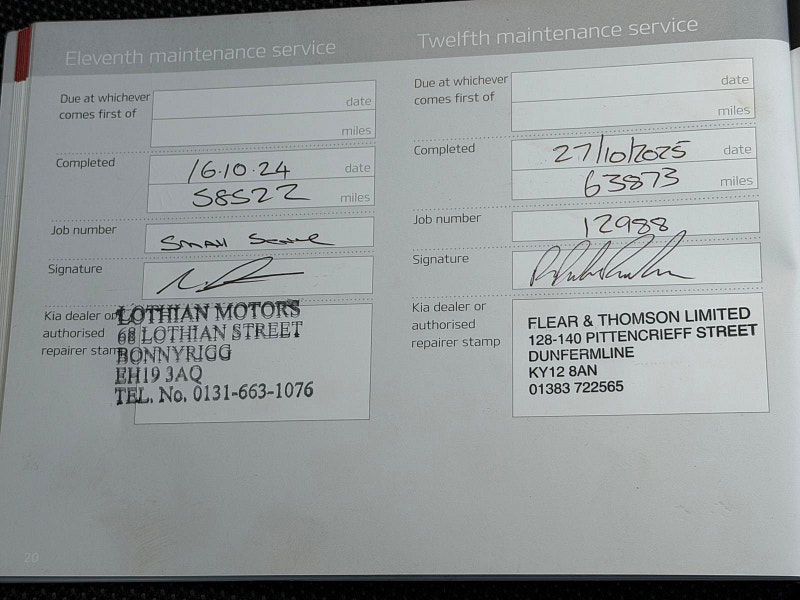 Eleventh maintenance service
Due at whichever
comes first of
date
miles
Completed
16.10.24 date
58522 miles
Job number
Small Service
Signature
Kia dealer or
authorised
repairer stamp
LOTHIAN MOTORS
68 LOTHIAN STREET
BONNYRIGG
EH19 3AQ
TEL. No. 0131-663-1076
20
Twelfth maintenance service
Due at whichever
comes first of
date
miles
Completed
27/10/2025 date
63873 miles
Job number
12988
Signature
Kia dealer or
authorised
repairer stamp
FLEAR & THOMSON LIMITED
128-140 PITTENCRIEFF STREET
DUNFERMLINE
KY12 8AN
01383 722565